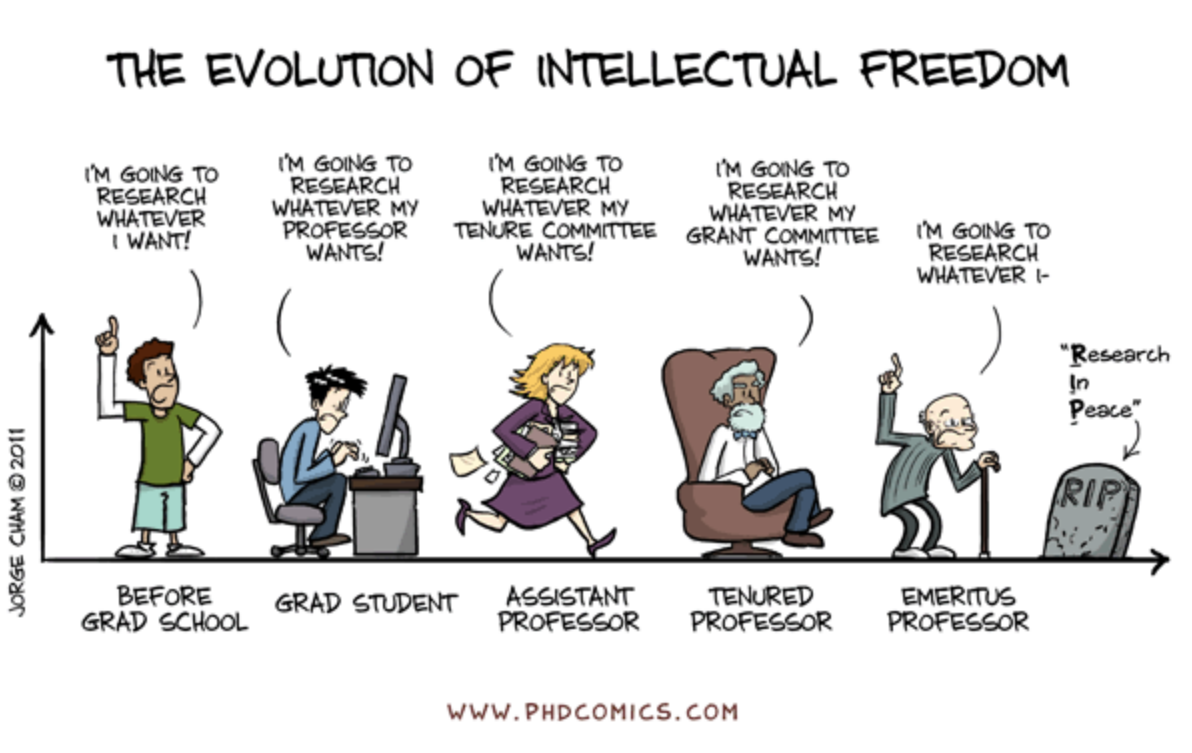 THE EVOLUTION OF INTELLECTUAL FREEDOM
I'M GOING TO
RESEARCH
WHATEVER
I WANT!
I'M GOING TO
RESEARCH
WHATEVER MY
PROFESSOR
WANTS!
I'M GOING TO
RESEARCH
WHATEVER MY
TENURE COMMITTEE
WANTS!
I'M GOING TO
RESEARCH
WHATEVER MY
GRANT COMMITTEE
WANTS!
I'M GOING TO
RESEARCH
WHATEVER I-
"Research
In
Peace"
RIP
JORGE CHAM © 2011
BEFORE
GRAD SCHOOL
GRAD STUDENT
ASSISTANT
PROFESSOR
TENURED
PROFESSOR
EMERITUS
PROFESSOR
WWW.PHDCOMICS.COM